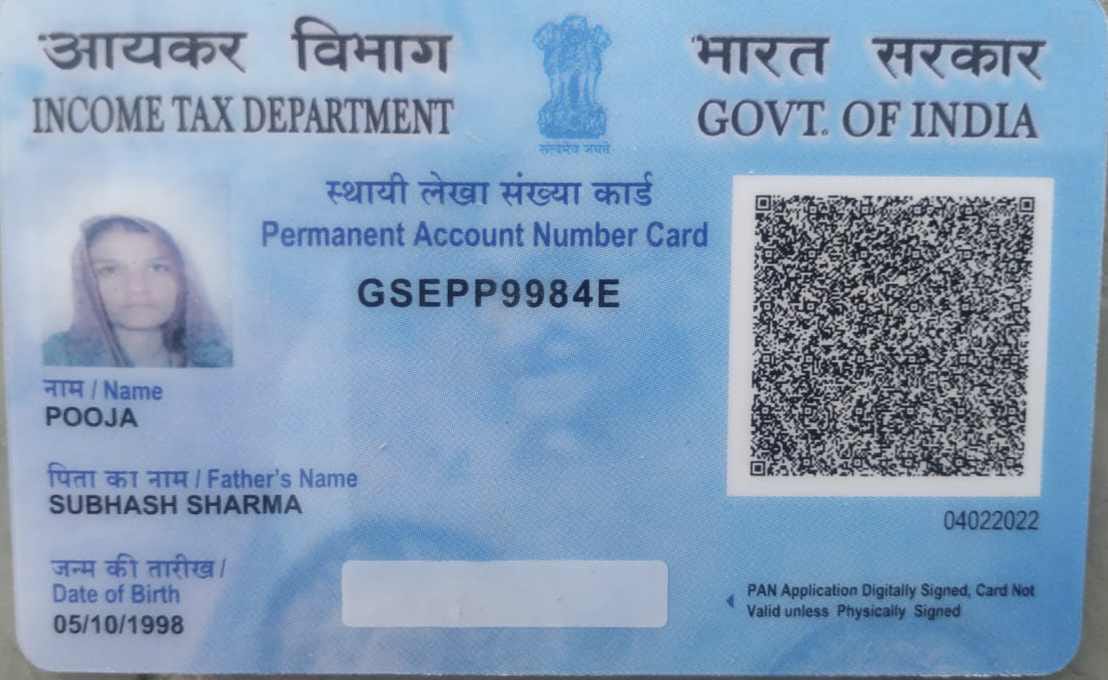 आयकर विभाग
INCOME TAX DEPARTMENT
सत्यमेव जयते
भारत सरकार
GOVT. OF INDIA
स्थायी लेखा संख्या कार्ड
Permanent Account Number Card
GSEPP9984E
नाम / Name
POOJA
पिता का नाम / Father's Name
SUBHASH SHARMA
जन्म की तारीख /
Date of Birth
05/10/1998
04022022
PAN Application Digitally Signed, Card Not
Valid unless Physically Signed